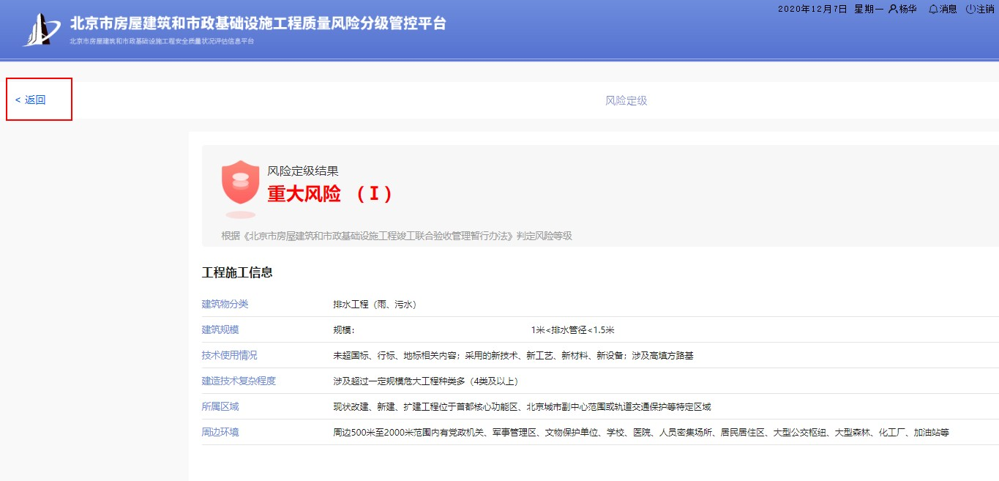 北京市房屋建筑和市政基础设施工程质量风险分级管控平台
北京市房屋建筑和市政基础设施工程安全质量状况评估信息平台
2020年12月7日 星期一 杨华 消息 注销
< 返回
风险定级
风险定级结果
重大风险 （I）
根据《北京市房屋建筑和市政基础设施工程竣工联合验收管理暂行办法》判定风险等级
工程施工信息
建筑物分类 排水工程（雨、污水）
建筑规模 规模： 1米<排水管径<1.5米
技术使用情况 未超国标、行标、地标相关内容；采用的新技术、新工艺、新材料、新设备；涉及高填方路基
建造技术复杂程度 涉及超过一定规模危大工程种类多（4类及以上）
所属区域 现状改建、新建、扩建工程位于首都核心功能区、北京城市副中心范围或轨道交通保护等特定区域
周边环境 周边500米至2000米范围内有党政机关、军事管理区、文物保护单位、学校、医院、人员密集场所、居民居住区、大型公交枢纽、大型森林、化工厂、加油站等